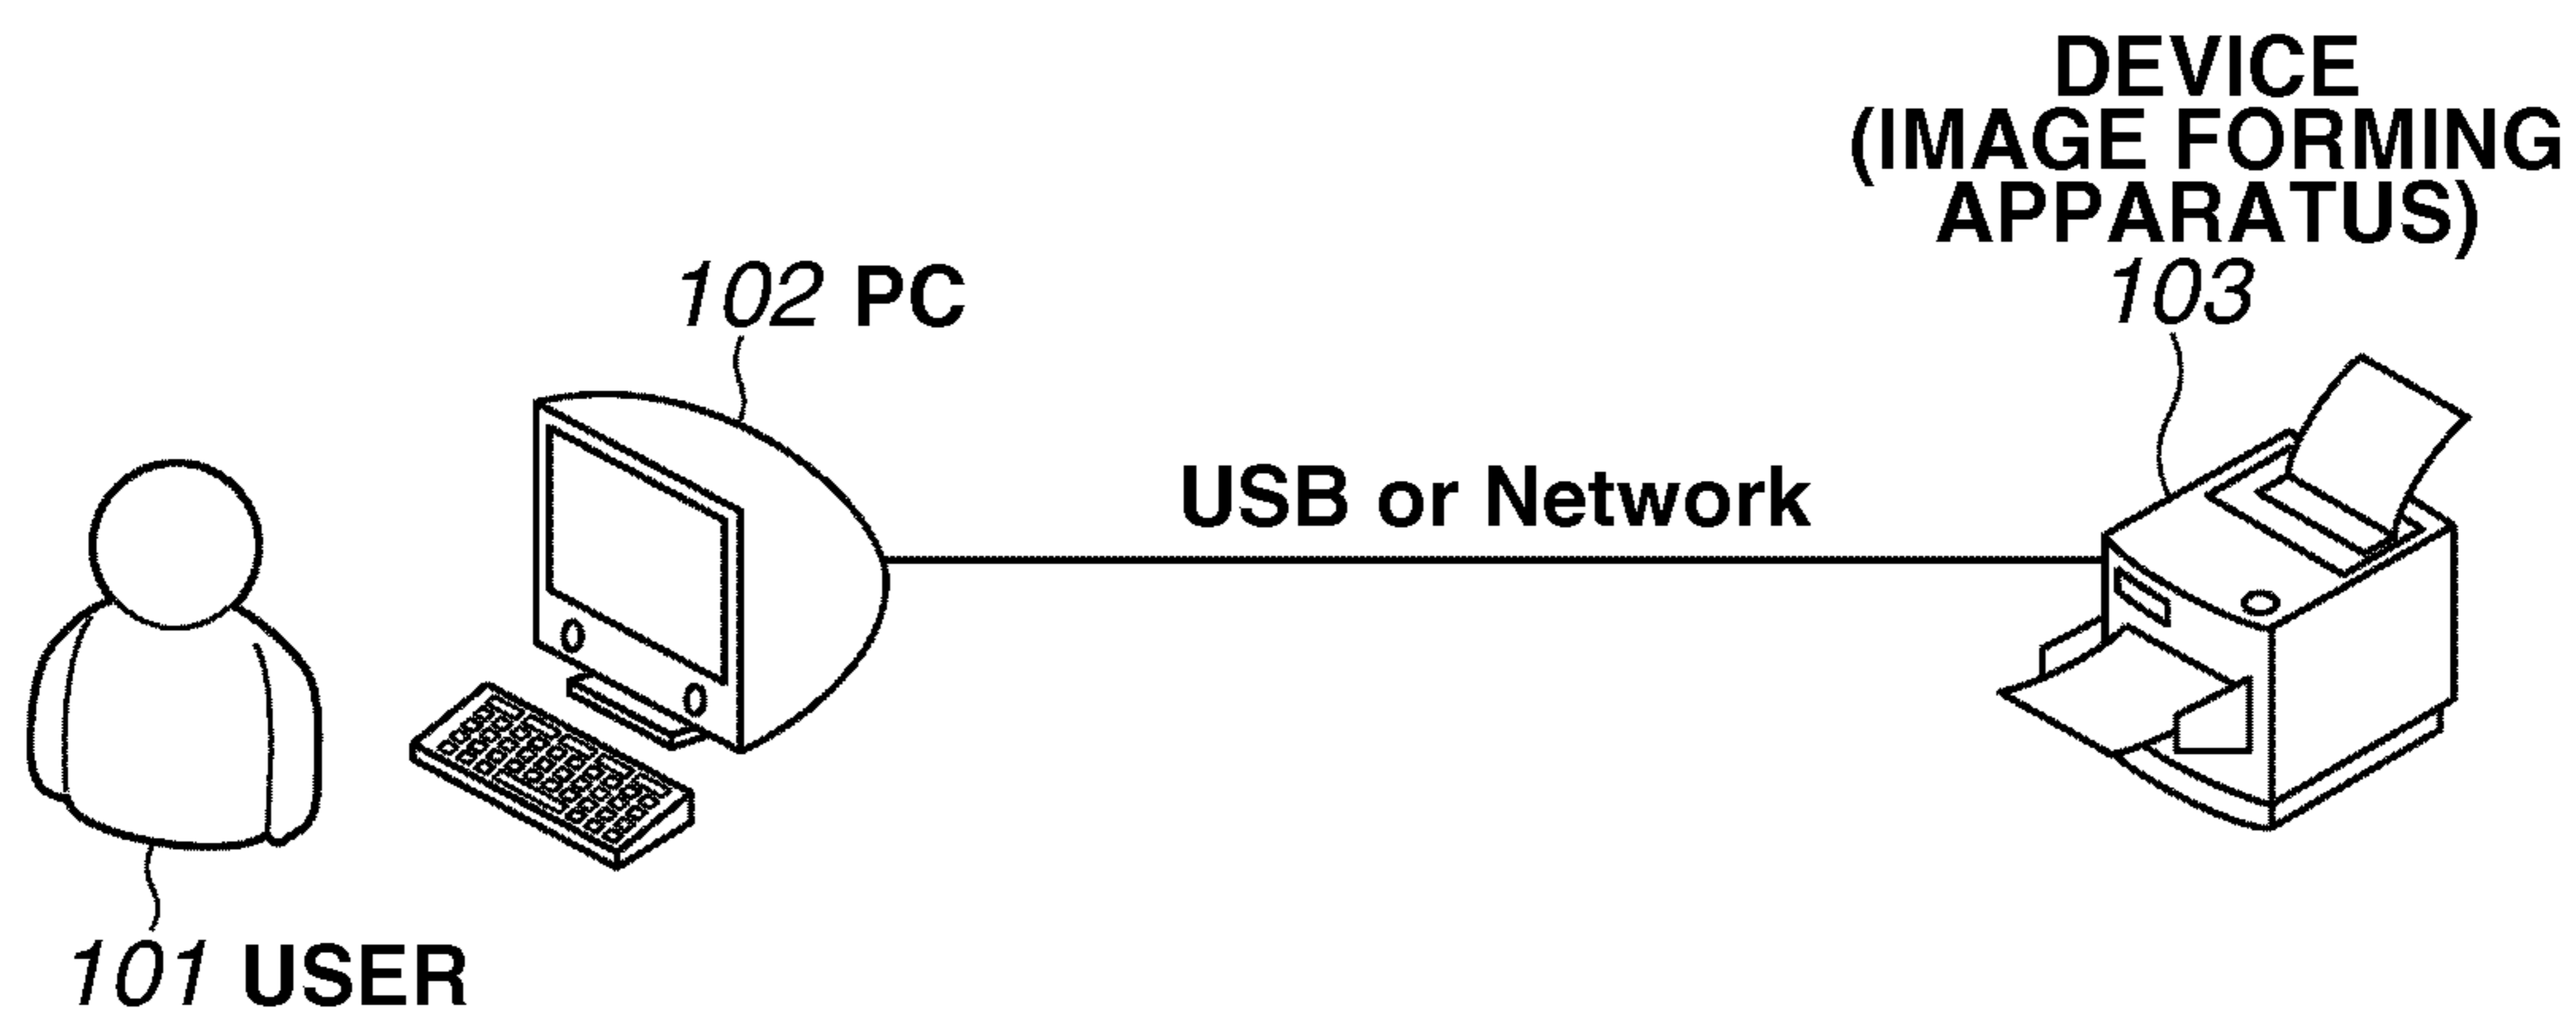 DEVICE
(IMAGE FORMING
APPARATUS)
103
102 PC
USB or Network
101 USER